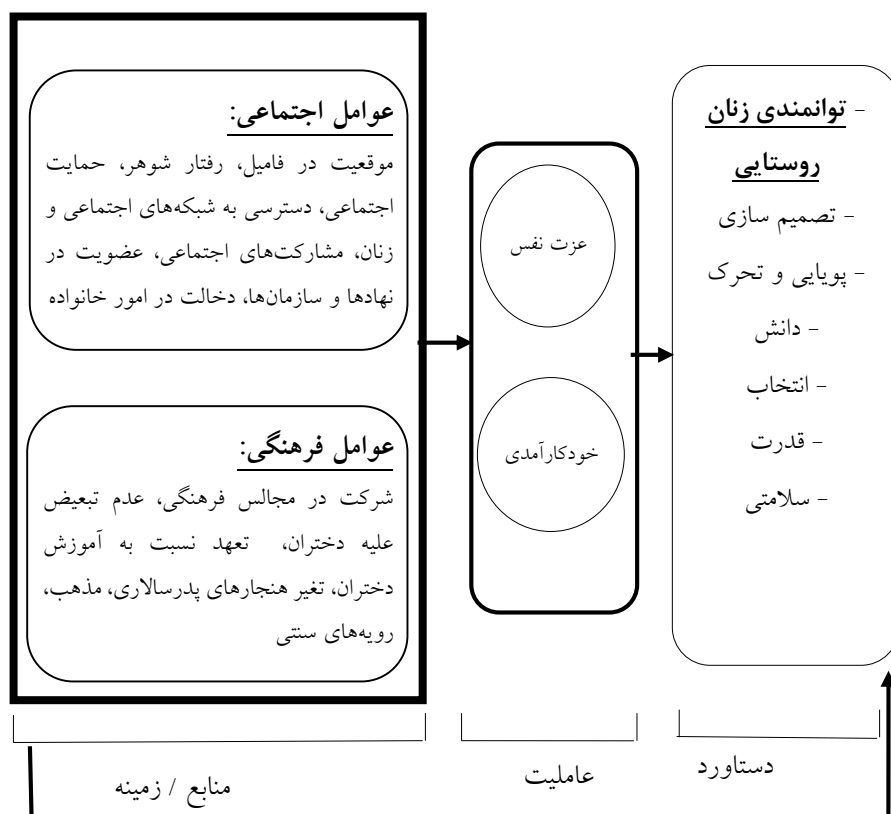 عوامل اجتماعی:
موقعیت در فامیل، رفتار شوهر، حمایت
اجتماعی، دسترسی به شبکه‌های اجتماعی و
زنان، مشارکت‌های اجتماعی، عضویت در
نهادها و سازمان‌ها، دخالت در امور خانواده
عوامل فرهنگی:
شرکت در مجالس فرهنگی، عدم تبعیض
علیه دختران، تعهد نسبت به آموزش
دختران، تغیر هنجارهای پدرسالاری، مذهب،
رویه‌های سنتی
عزت نفس
خودکارآمدی
- توانمندی زنان
روستایی
- تصمیم سازی
- پویایی و تحرک
- دانش
- انتخاب
- قدرت
- سلامتی
منابع / زمینه
عاملیت
دستاورد